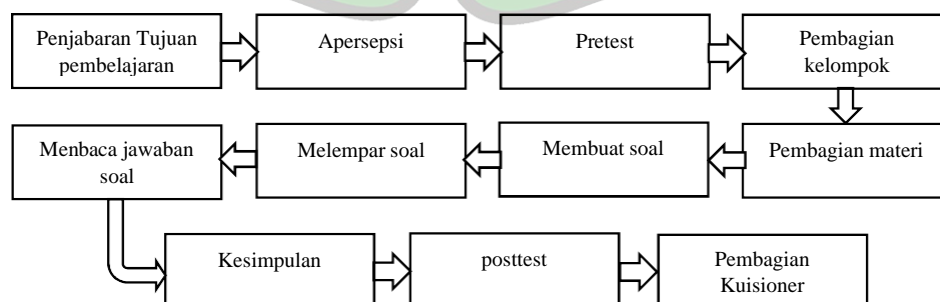 Penjabaran Tujuan
pembelajaran
Apersepsi
Pretest
Pembagian
kelompok
Pembagian materi
Membuat soal
Melempar soal
Menbaca jawaban
soal
Kesimpulan
posttest
Pembagian
Kuisioner